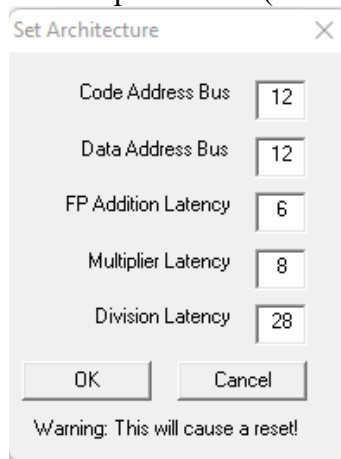 Set Architecture
Code Address Bus 12
Data Address Bus 12
FP Addition Latency 6
Multiplier Latency 8
Division Latency 28
OK Cancel
Warning: This will cause a reset!